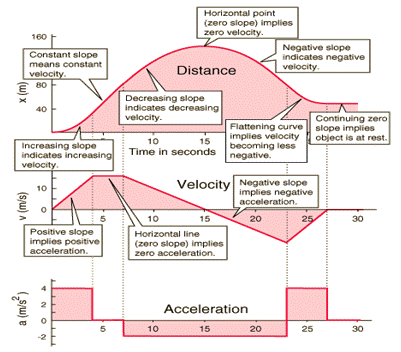 Horizontal point
(zero slope) implies
zero velocity.
160
Constant slope
means constant
velocity.
Negative slope
indicates negative
velocity.
120
x (m)
80
40
Distance
Decreasing slope
indicates decreasing
velocity.
Increasing slope
indicates increasing
velocity.
5
10
15
20
25
30
Time in seconds
Flattening curve
implies velocity
becoming less
negative.
Continuing zero
slope implies
object is at rest.
v (m/s)
10
0
Velocity
Negative slope
implies negative
acceleration.
5
10
15
20
25
30
Positive slope
implies positive
acceleration.
Horizontal line
(zero slope) implies
zero acceleration.
a (m/s²)
4
2
0
-2
Acceleration
5
10
15
20
25
30